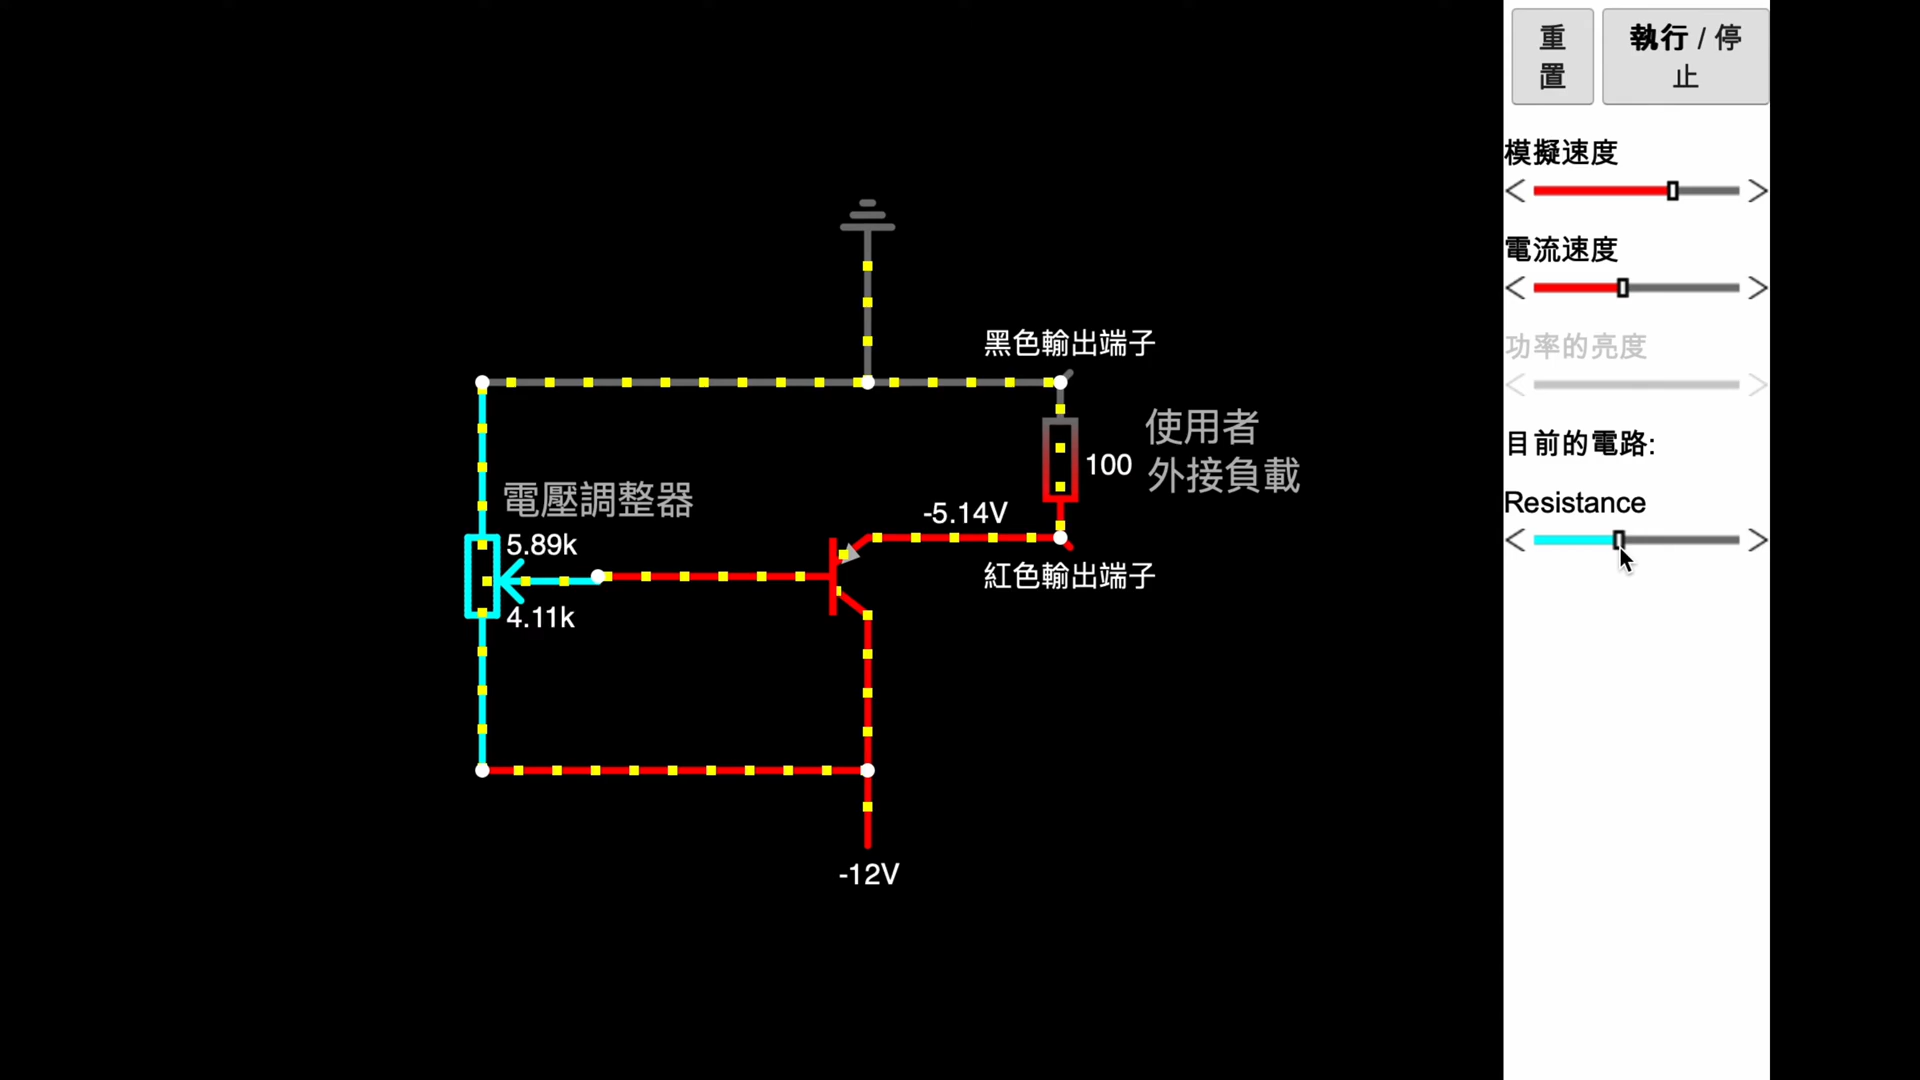 重
置
執行 / 停
止
模擬速度
電流速度
功率的亮度
目前的電路:
Resistance
黑色輸出端子
使用者
100
外接負載
電壓調整器
-5.14V
5.89k
紅色輸出端子
4.11k
-12V